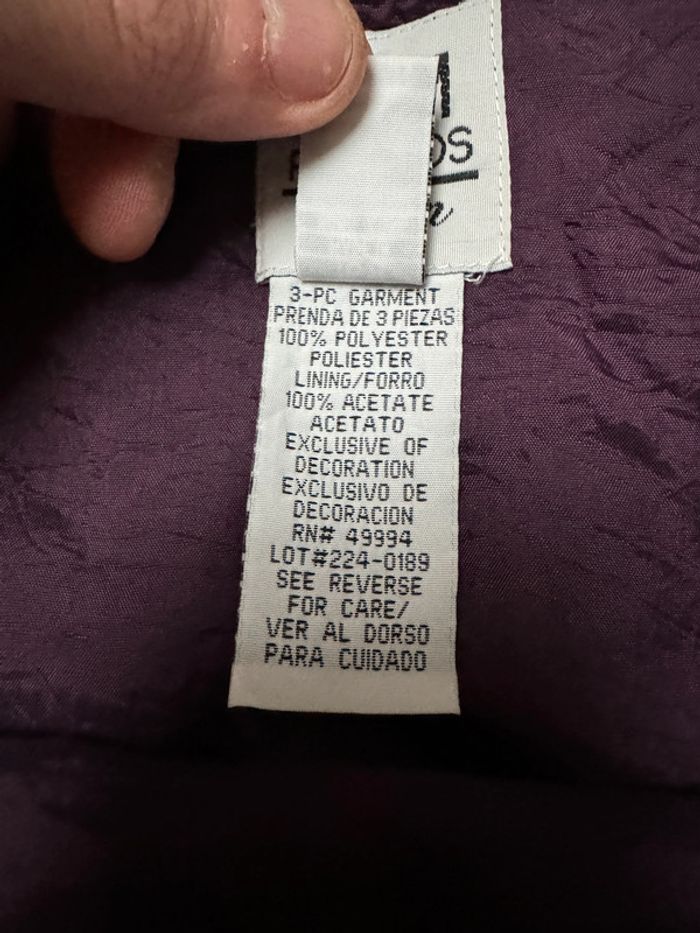 3-PC GARMENT
PRENDA DE 3 PIEZAS
100% POLYESTER
POLIESTER
LINING/FORRO
100% ACETATE
ACETATO
EXCLUSIVE OF
DECORATION
EXCLUSIVO DE
DECORACION
RN# 49994
LOT#224-0189
SEE REVERSE
FOR CARE/
VER AL DORSO
PARA CUIDADO